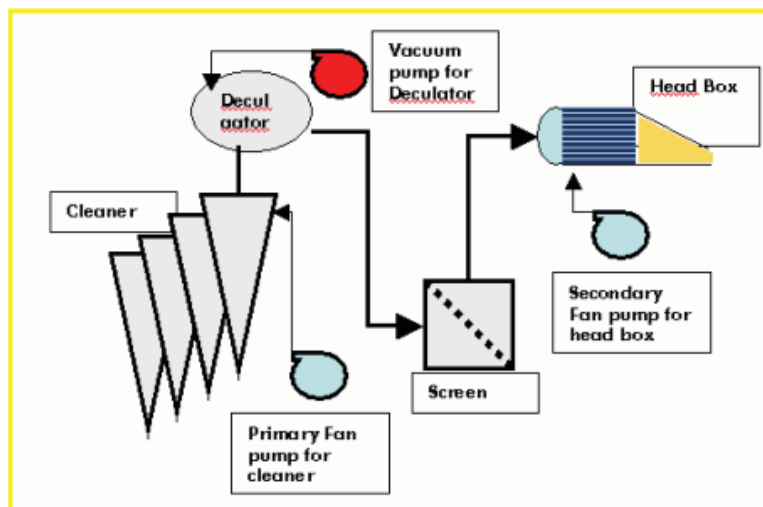 Vacuum
pump for
Deculator
Decul
aator
Head Box
Cleaner
Secondary
Fan pump for
head box
Screen
Primary Fan
pump for
cleaner